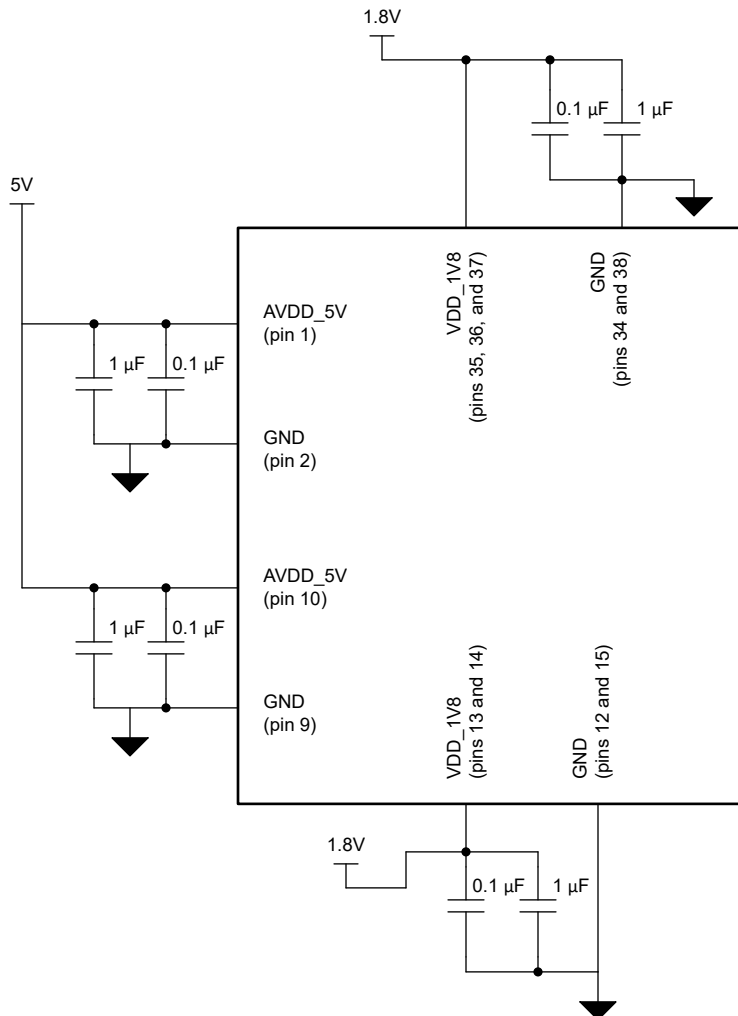 1.8V
0.1 µF
1 µF
5V
VDD_1V8
(pins 35, 36, and 37)
GND
(pins 34 and 38)
AVDD_5V
(pin 1)
1 µF
0.1 µF
GND
(pin 2)
AVDD_5V
(pin 10)
1 µF
0.1 µF
GND
(pin 9)
VDD_1V8
(pins 13 and 14)
GND
(pins 12 and 15)
1.8V
0.1 µF
1 µF